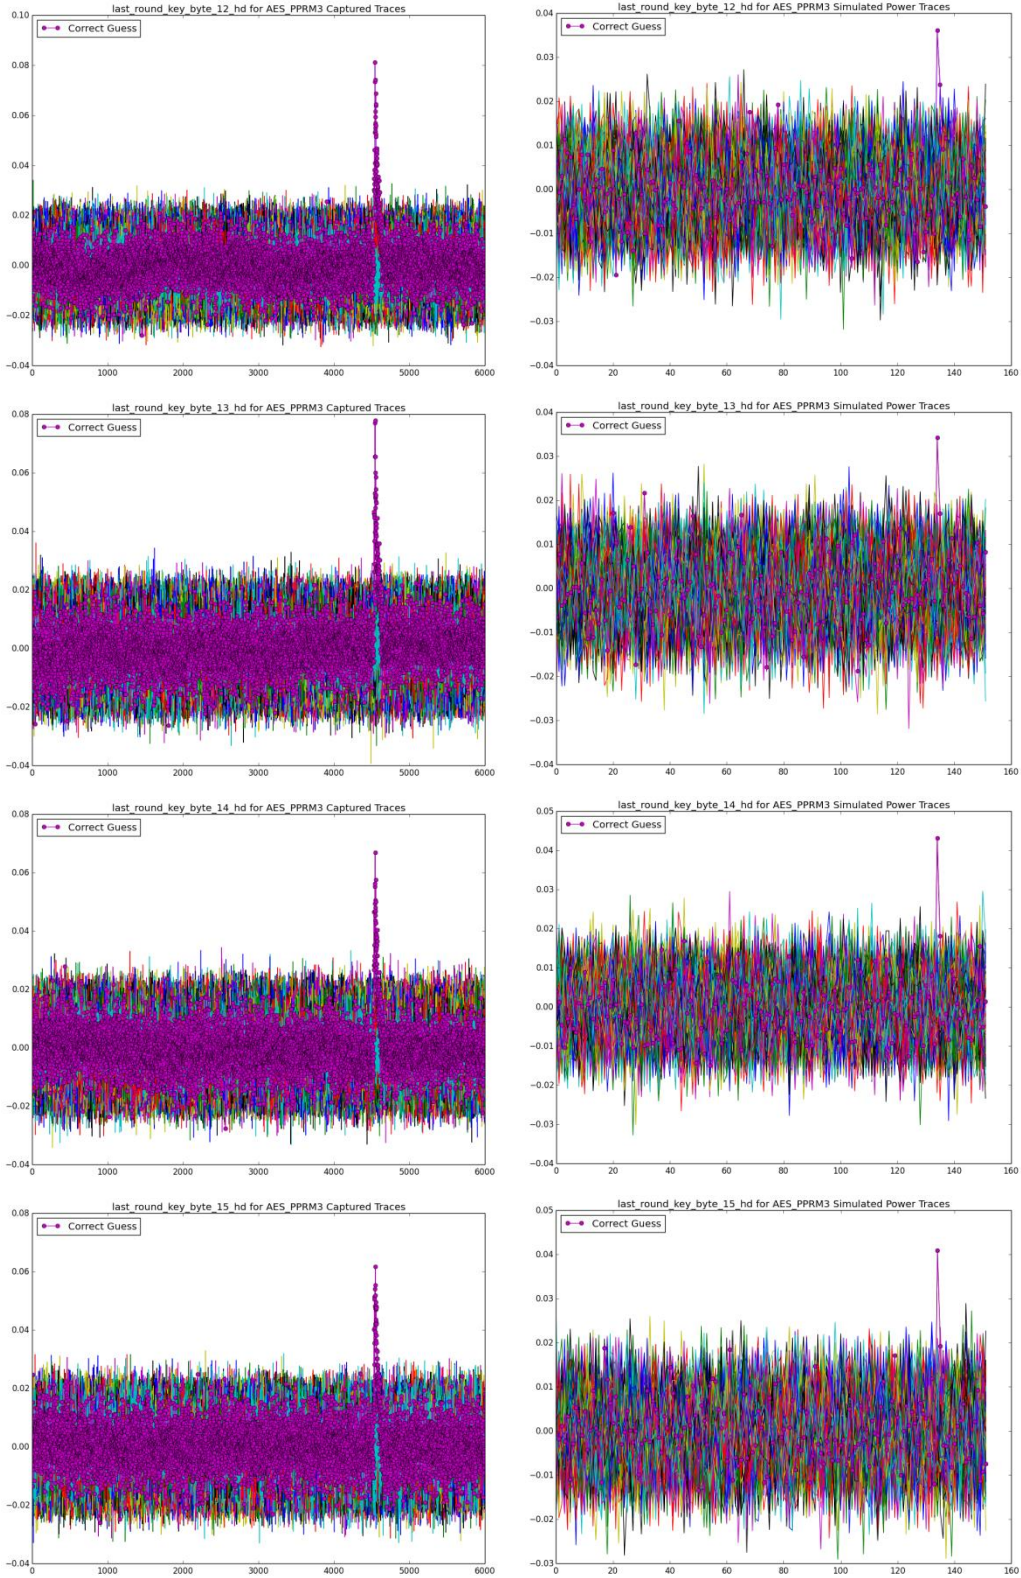 last_round_key_byte_12_hd for AES_PPRM3 Captured Traces
0.10
Correct Guess
0.08
0.06
0.04
0.02
0.00
−0.02
−0.04
0 1000 2000 3000 4000 5000 6000
last_round_key_byte_12_hd for AES_PPRM3 Simulated Power Traces
0.04
Correct Guess
0.03
0.02
0.01
0.00
−0.01
−0.02
−0.03
−0.04
0 20 40 60 80 100 120 140 160
last_round_key_byte_13_hd for AES_PPRM3 Captured Traces
0.08
Correct Guess
0.06
0.04
0.02
0.00
−0.02
−0.04
0 1000 2000 3000 4000 5000 6000
last_round_key_byte_13_hd for AES_PPRM3 Simulated Power Traces
0.04
Correct Guess
0.03
0.02
0.01
0.00
−0.01
−0.02
−0.03
−0.04
0 20 40 60 80 100 120 140 160
last_round_key_byte_14_hd for AES_PPRM3 Captured Traces
0.08
Correct Guess
0.06
0.04
0.02
0.00
−0.02
−0.04
0 1000 2000 3000 4000 5000 6000
last_round_key_byte_14_hd for AES_PPRM3 Simulated Power Traces
0.05
Correct Guess
0.04
0.03
0.02
0.01
0.00
−0.01
−0.02
−0.03
−0.04
0 20 40 60 80 100 120 140 160
last_round_key_byte_15_hd for AES_PPRM3 Captured Traces
0.08
Correct Guess
0.06
0.04
0.02
0.00
−0.02
−0.04
0 1000 2000 3000 4000 5000 6000
last_round_key_byte_15_hd for AES_PPRM3 Simulated Power Traces
0.05
Correct Guess
0.04
0.03
0.02
0.01
0.00
−0.01
−0.02
−0.03
0 20 40 60 80 100 120 140 160